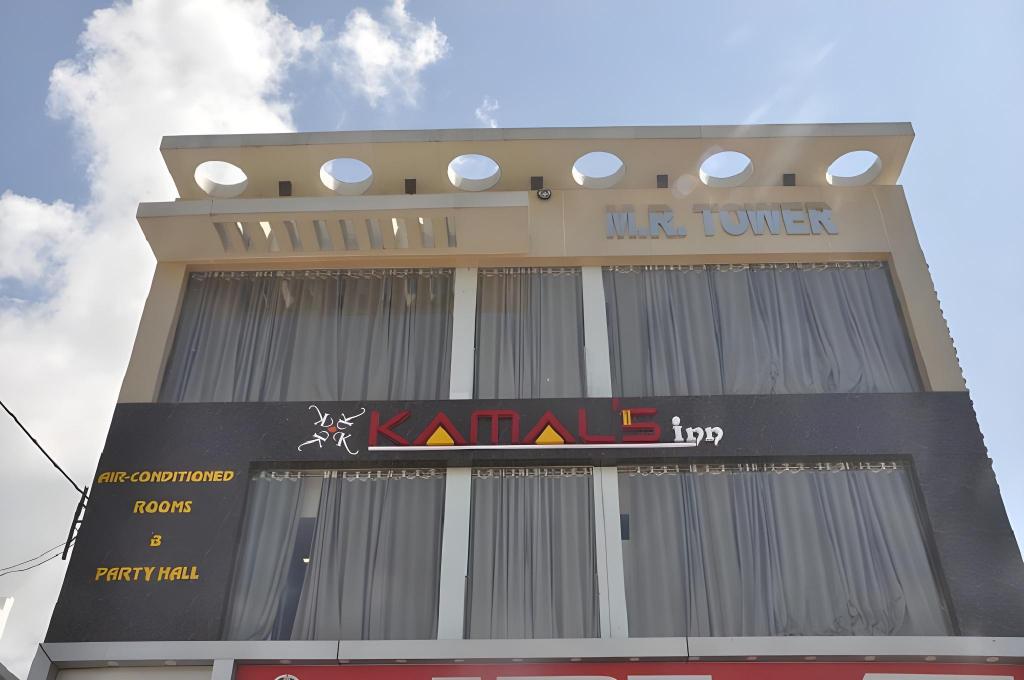 M.R. TOWER
KAMAL'S inn
AIR-CONDITIONED
ROOMS
&
PARTY HALL